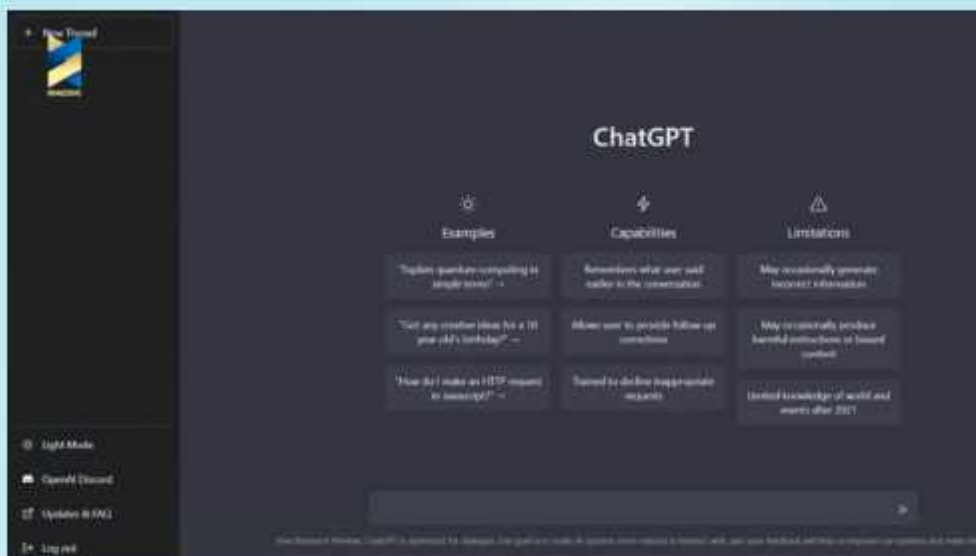 + New Thread
ChatGPT
Examples
Capabilities
Limitations
"Explain quantum computing in
simple terms" →
Remembers what user said
earlier in the conversation
May occasionally generate
incorrect information
"Got any creative ideas for a 10
year old's birthday?" →
Allows user to provide follow-up
corrections
May occasionally produce
harmful instructions or biased
content
"How do I make an HTTP request
in Javascript?" →
Trained to decline inappropriate
requests
Limited knowledge of world and
events after 2021
Light Mode
OpenAI Discord
Updates & FAQ
Log out